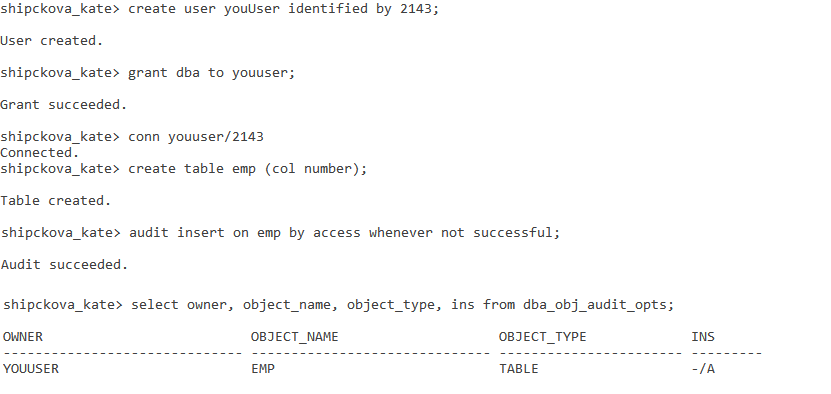 shipckova_kate> create user youUser identified by 2143;
User created.
shipckova_kate> grant dba to youuser;
Grant succeeded.
shipckova_kate> conn youuser/2143
Connected.
shipckova_kate> create table emp (col number);
Table created.
shipckova_kate> audit insert on emp by access whenever not successful;
Audit succeeded.
shipckova_kate> select owner, object_name, object_type, ins from dba_obj_audit_opts;
OWNER OBJECT_NAME OBJECT_TYPE INS
------------------------------ ------------------------------ ----------------------- ---------
YOUUSER EMP TABLE -/A